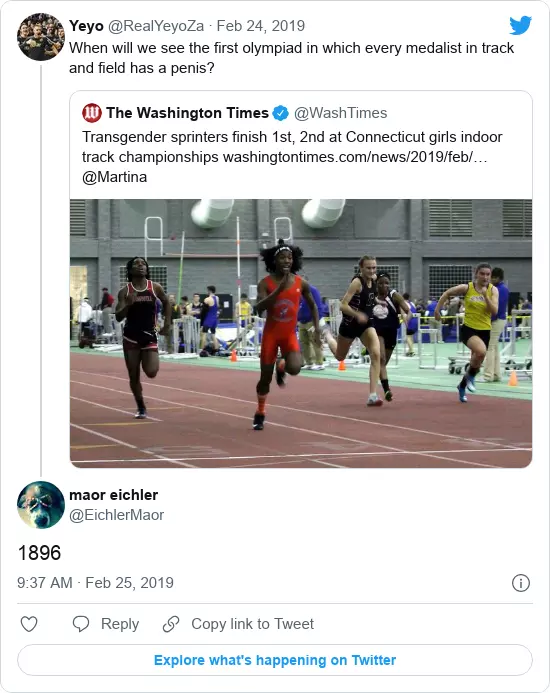 Yeyo @RealYeyoZa · Feb 24, 2019
When will we see the first olympiad in which every medalist in track
and field has a penis?
The Washington Times @WashTimes
Transgender sprinters finish 1st, 2nd at Connecticut girls indoor
track championships washingtontimes.com/news/2019/feb/…
@Martina
maor eichler
@EichlerMaor
1896
9:37 AM · Feb 25, 2019
Reply
Copy link to Tweet
Explore what's happening on Twitter